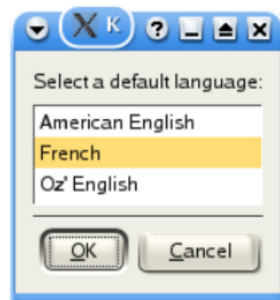 K
Select a default language:
American English
French
Oz' English
OK
Cancel